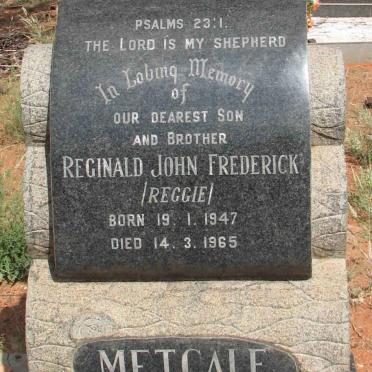 PSALMS 23:1.
THE LORD IS MY SHEPHERD
In Loving Memory
of
OUR DEAREST SON
AND BROTHER
REGINALD JOHN FREDERICK
/REGGIE/
BORN 19. 1. 1947
DIED 14. 3. 1965
METCALF